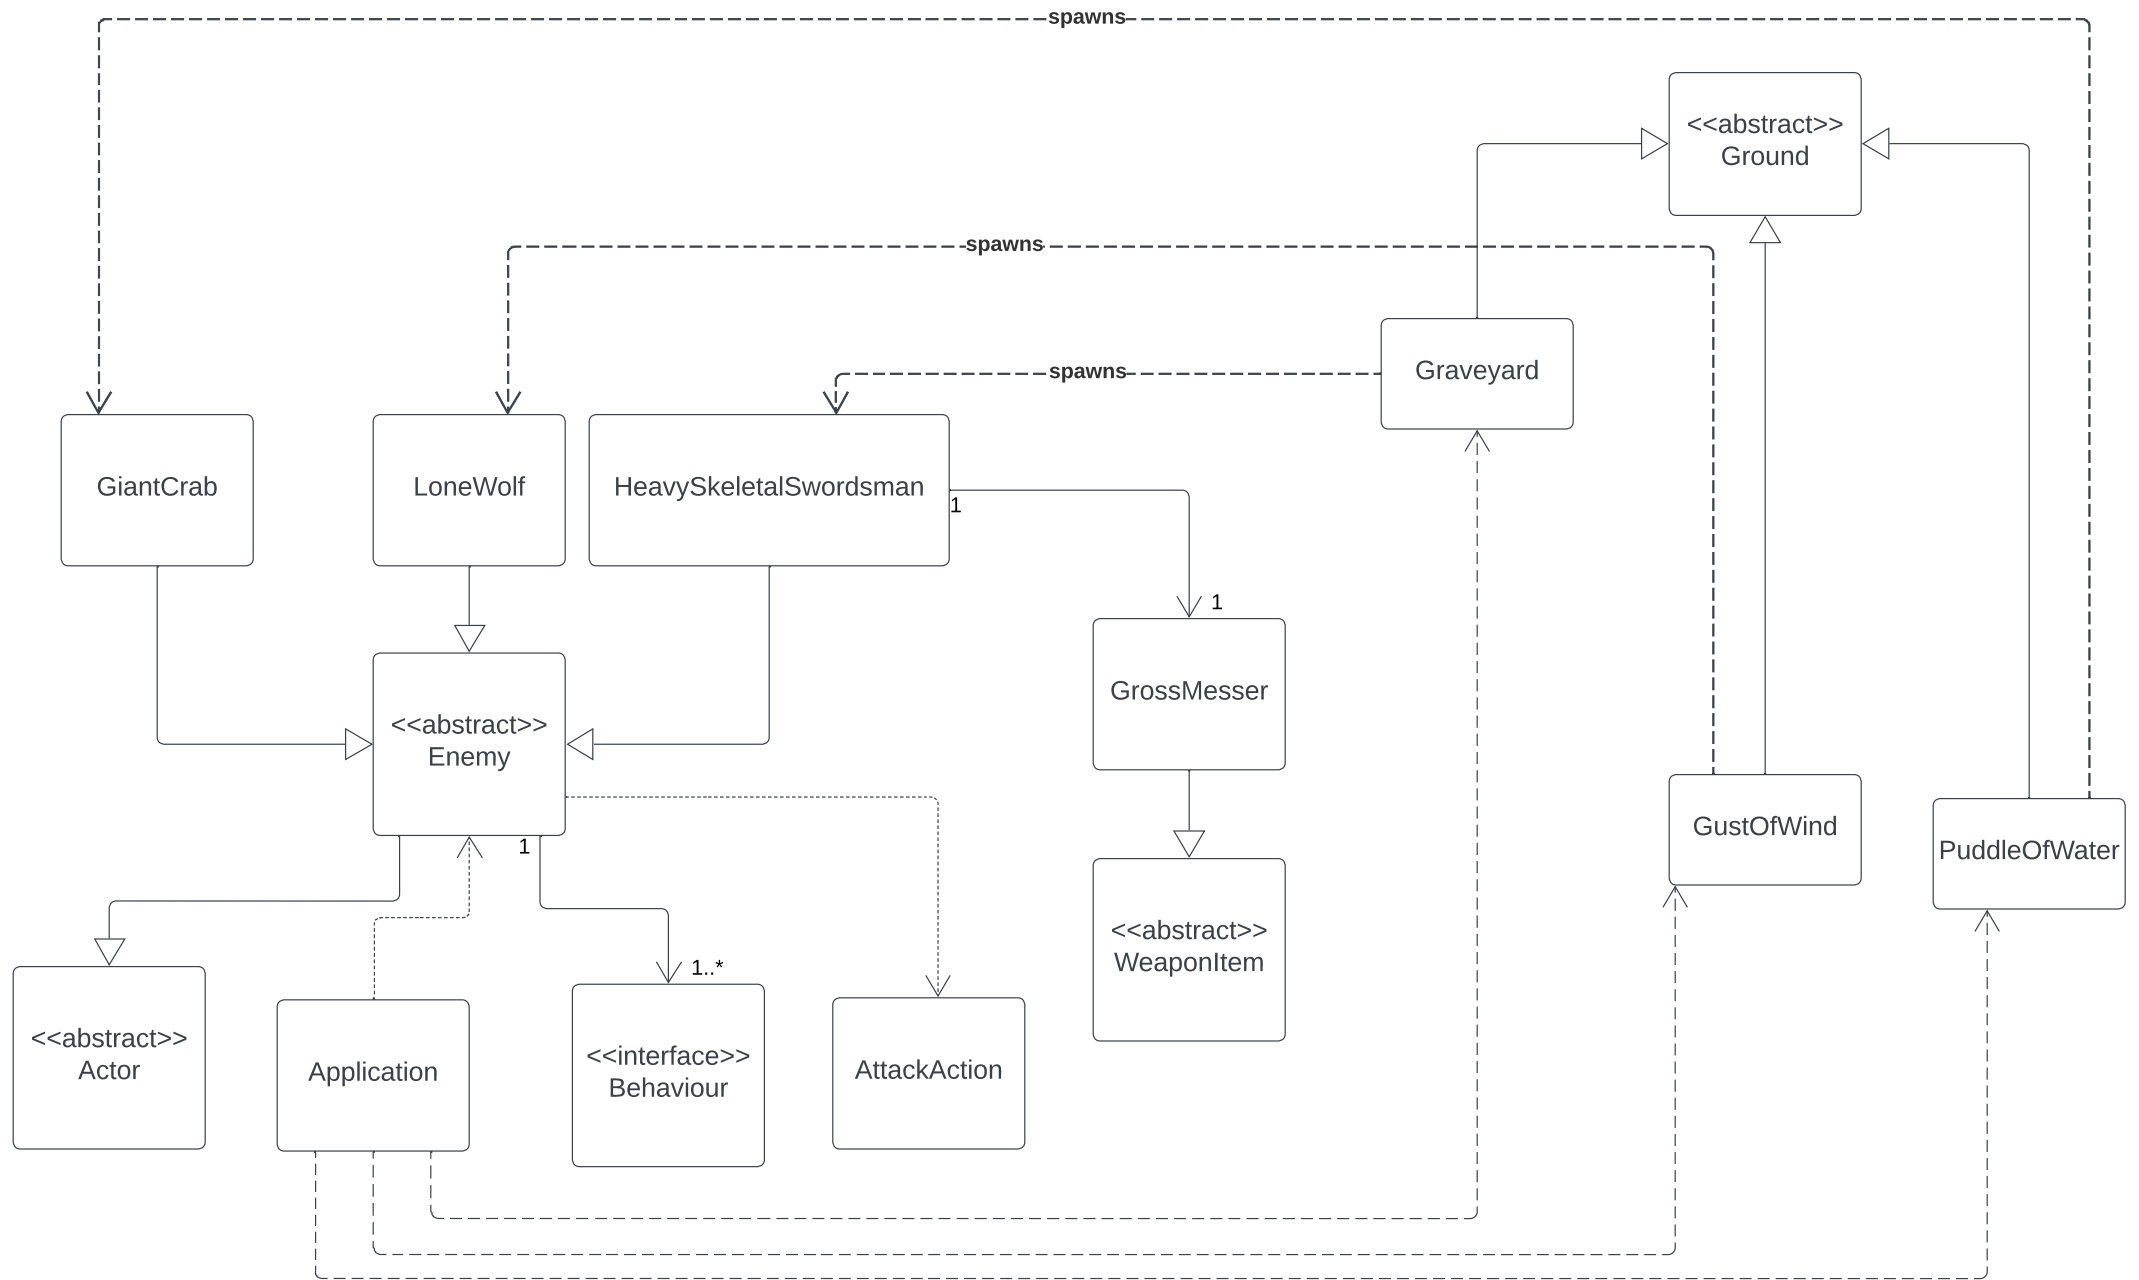 spawns
<<abstract>>
Ground
spawns
spawns
Graveyard
GiantCrab
LoneWolf
HeavySkeletalSwordsman
1
1
GrossMesser
<<abstract>>
Enemy
GustOfWind
PuddleOfWater
1
<<abstract>>
WeaponItem
1..*
<<abstract>>
Actor
Application
<<interface>>
Behaviour
AttackAction